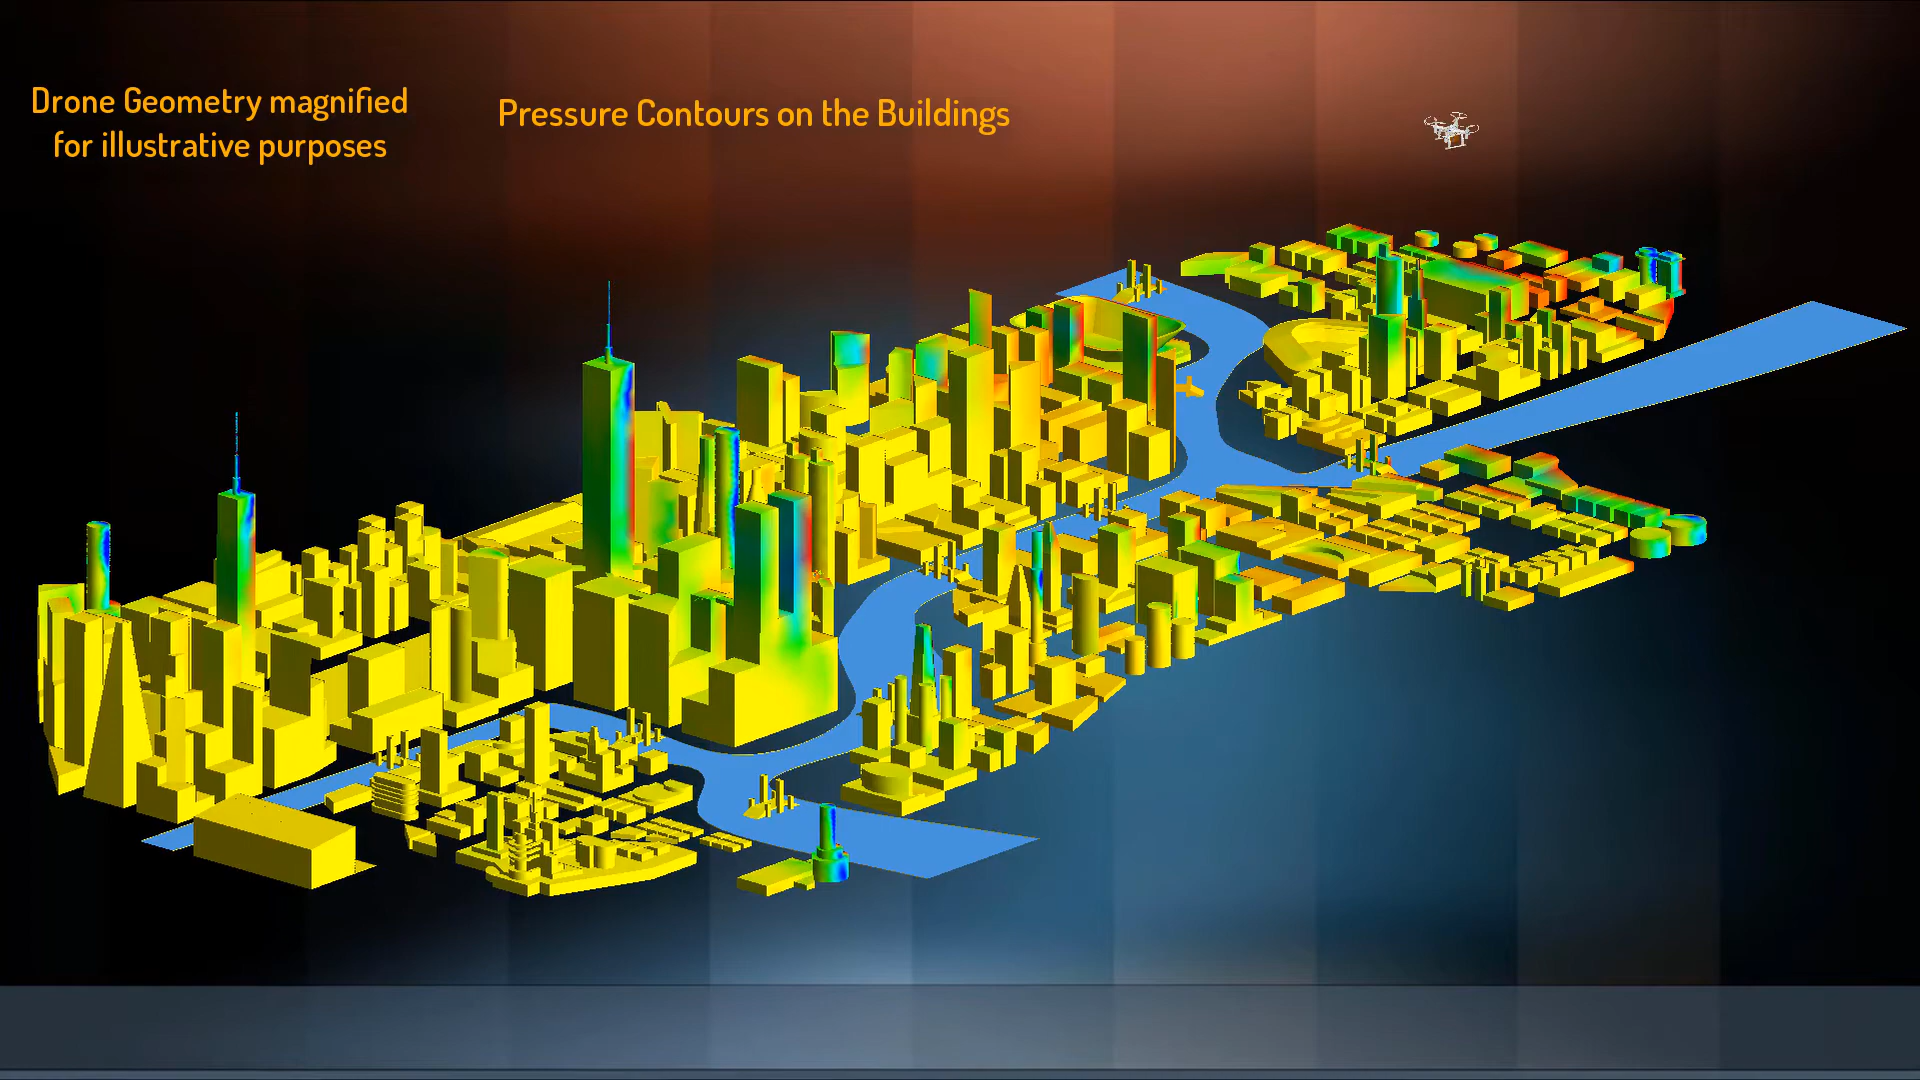 Drone Geometry magnified
for illustrative purposes
Pressure Contours on the Buildings